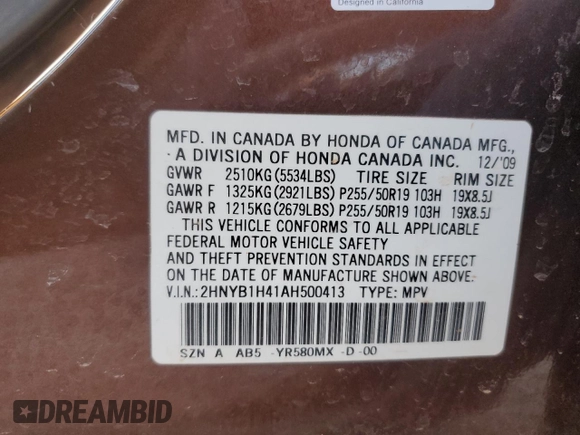 Designed in California
MFD. IN CANADA BY HONDA OF CANADA MFG.,
A DIVISION OF HONDA CANADA INC. 12/'09
GVWR 2510KG(5534LBS) TIRE SIZE RIM SIZE
GAWR F 1325KG(2921LBS) P255/50R19 103H 19X8.5J
GAWR R 1215KG(2679LBS) P255/50R19 103H 19X8.5J
THIS VEHICLE CONFORMS TO ALL APPLICABLE
FEDERAL MOTOR VEHICLE SAFETY
AND THEFT PREVENTION STANDARDS IN EFFECT
ON THE DATE OF MANUFACTURE SHOWN ABOVE.
V.I.N.: 2HNYB1H41AH500413 TYPE: MPV
SZN A AB5 -YR580MX -D -00
DREAMBID